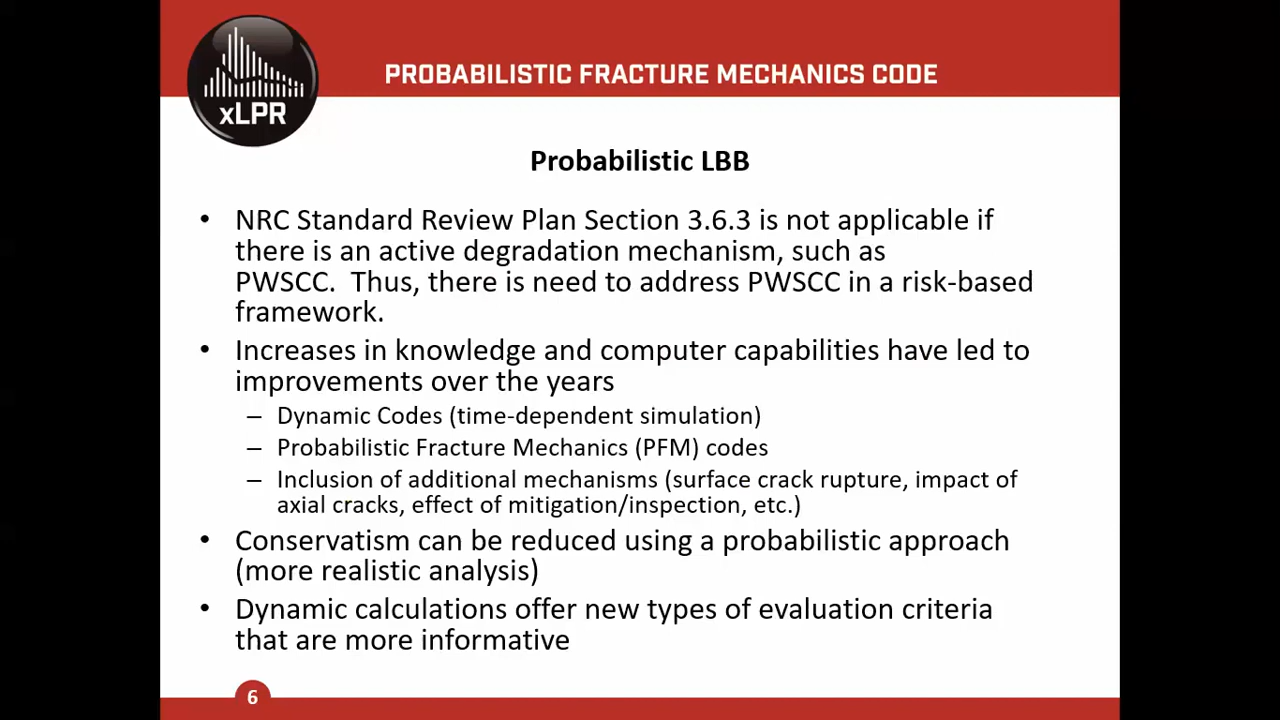 xLPR
PROBABILISTIC FRACTURE MECHANICS CODE
Probabilistic LBB
• NRC Standard Review Plan Section 3.6.3 is not applicable if
there is an active degradation mechanism, such as
PWSCC.  Thus, there is need to address PWSCC in a risk-based
framework.
• Increases in knowledge and computer capabilities have led to
improvements over the years
– Dynamic Codes (time-dependent simulation)
– Probabilistic Fracture Mechanics (PFM) codes
– Inclusion of additional mechanisms (surface crack rupture, impact of
axial cracks, effect of mitigation/inspection, etc.)
• Conservatism can be reduced using a probabilistic approach
(more realistic analysis)
• Dynamic calculations offer new types of evaluation criteria
that are more informative
6